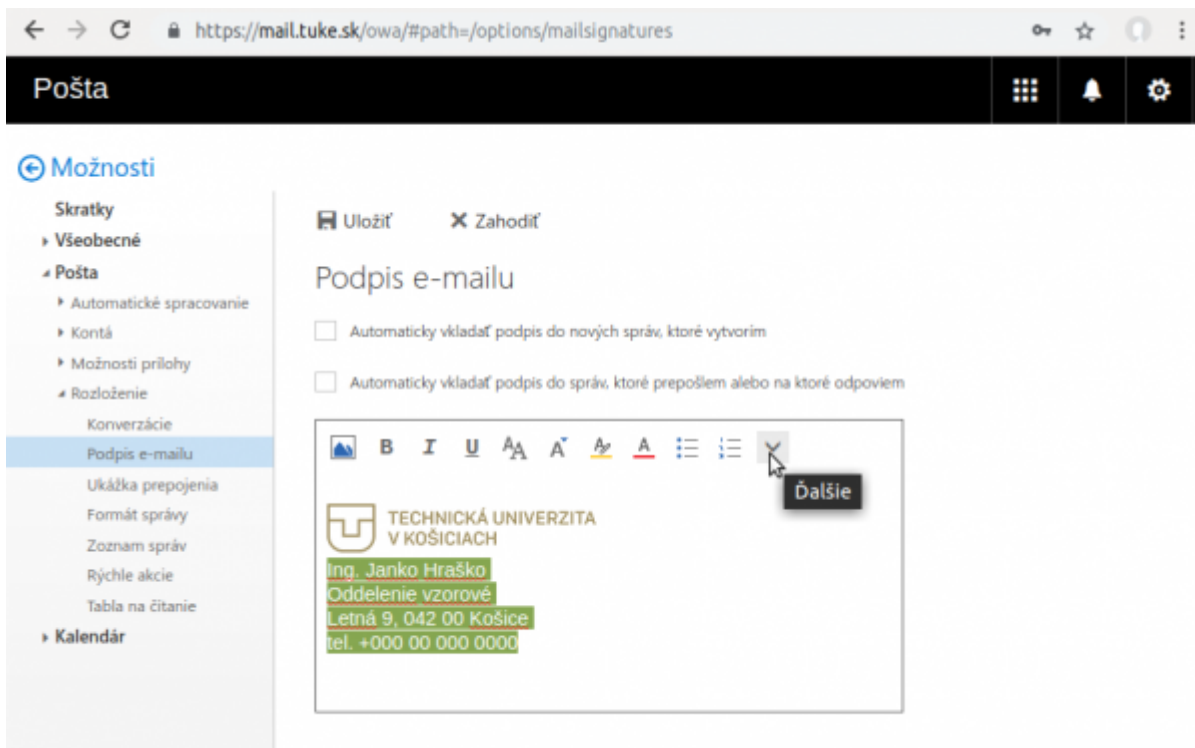 https://mail.tuke.sk/owa/#path=/options/mailsignatures
Pošta
Možnosti
Skratky
Všeobecné
Pošta
Automatické spracovanie
Kontá
Možnosti prílohy
Rozloženie
Konverzácie
Podpis e-mailu
Ukážka prepojenia
Formát správy
Zoznam správ
Rýchle akcie
Tabla na čítanie
Kalendár
Uložiť Zahodiť
Podpis e-mailu
Automaticky vkladať podpis do nových správ, ktoré vytvorím
Automaticky vkladať podpis do správ, ktoré prepošlem alebo na ktoré odpoviem
B I U AA A A A
Ďalšie
TECHNICKÁ UNIVERZITA
V KOŠICIACH
Ing. Janko Hraško
Oddelenie vzorové
Letná 9, 042 00 Košice
tel. +000 00 000 0000